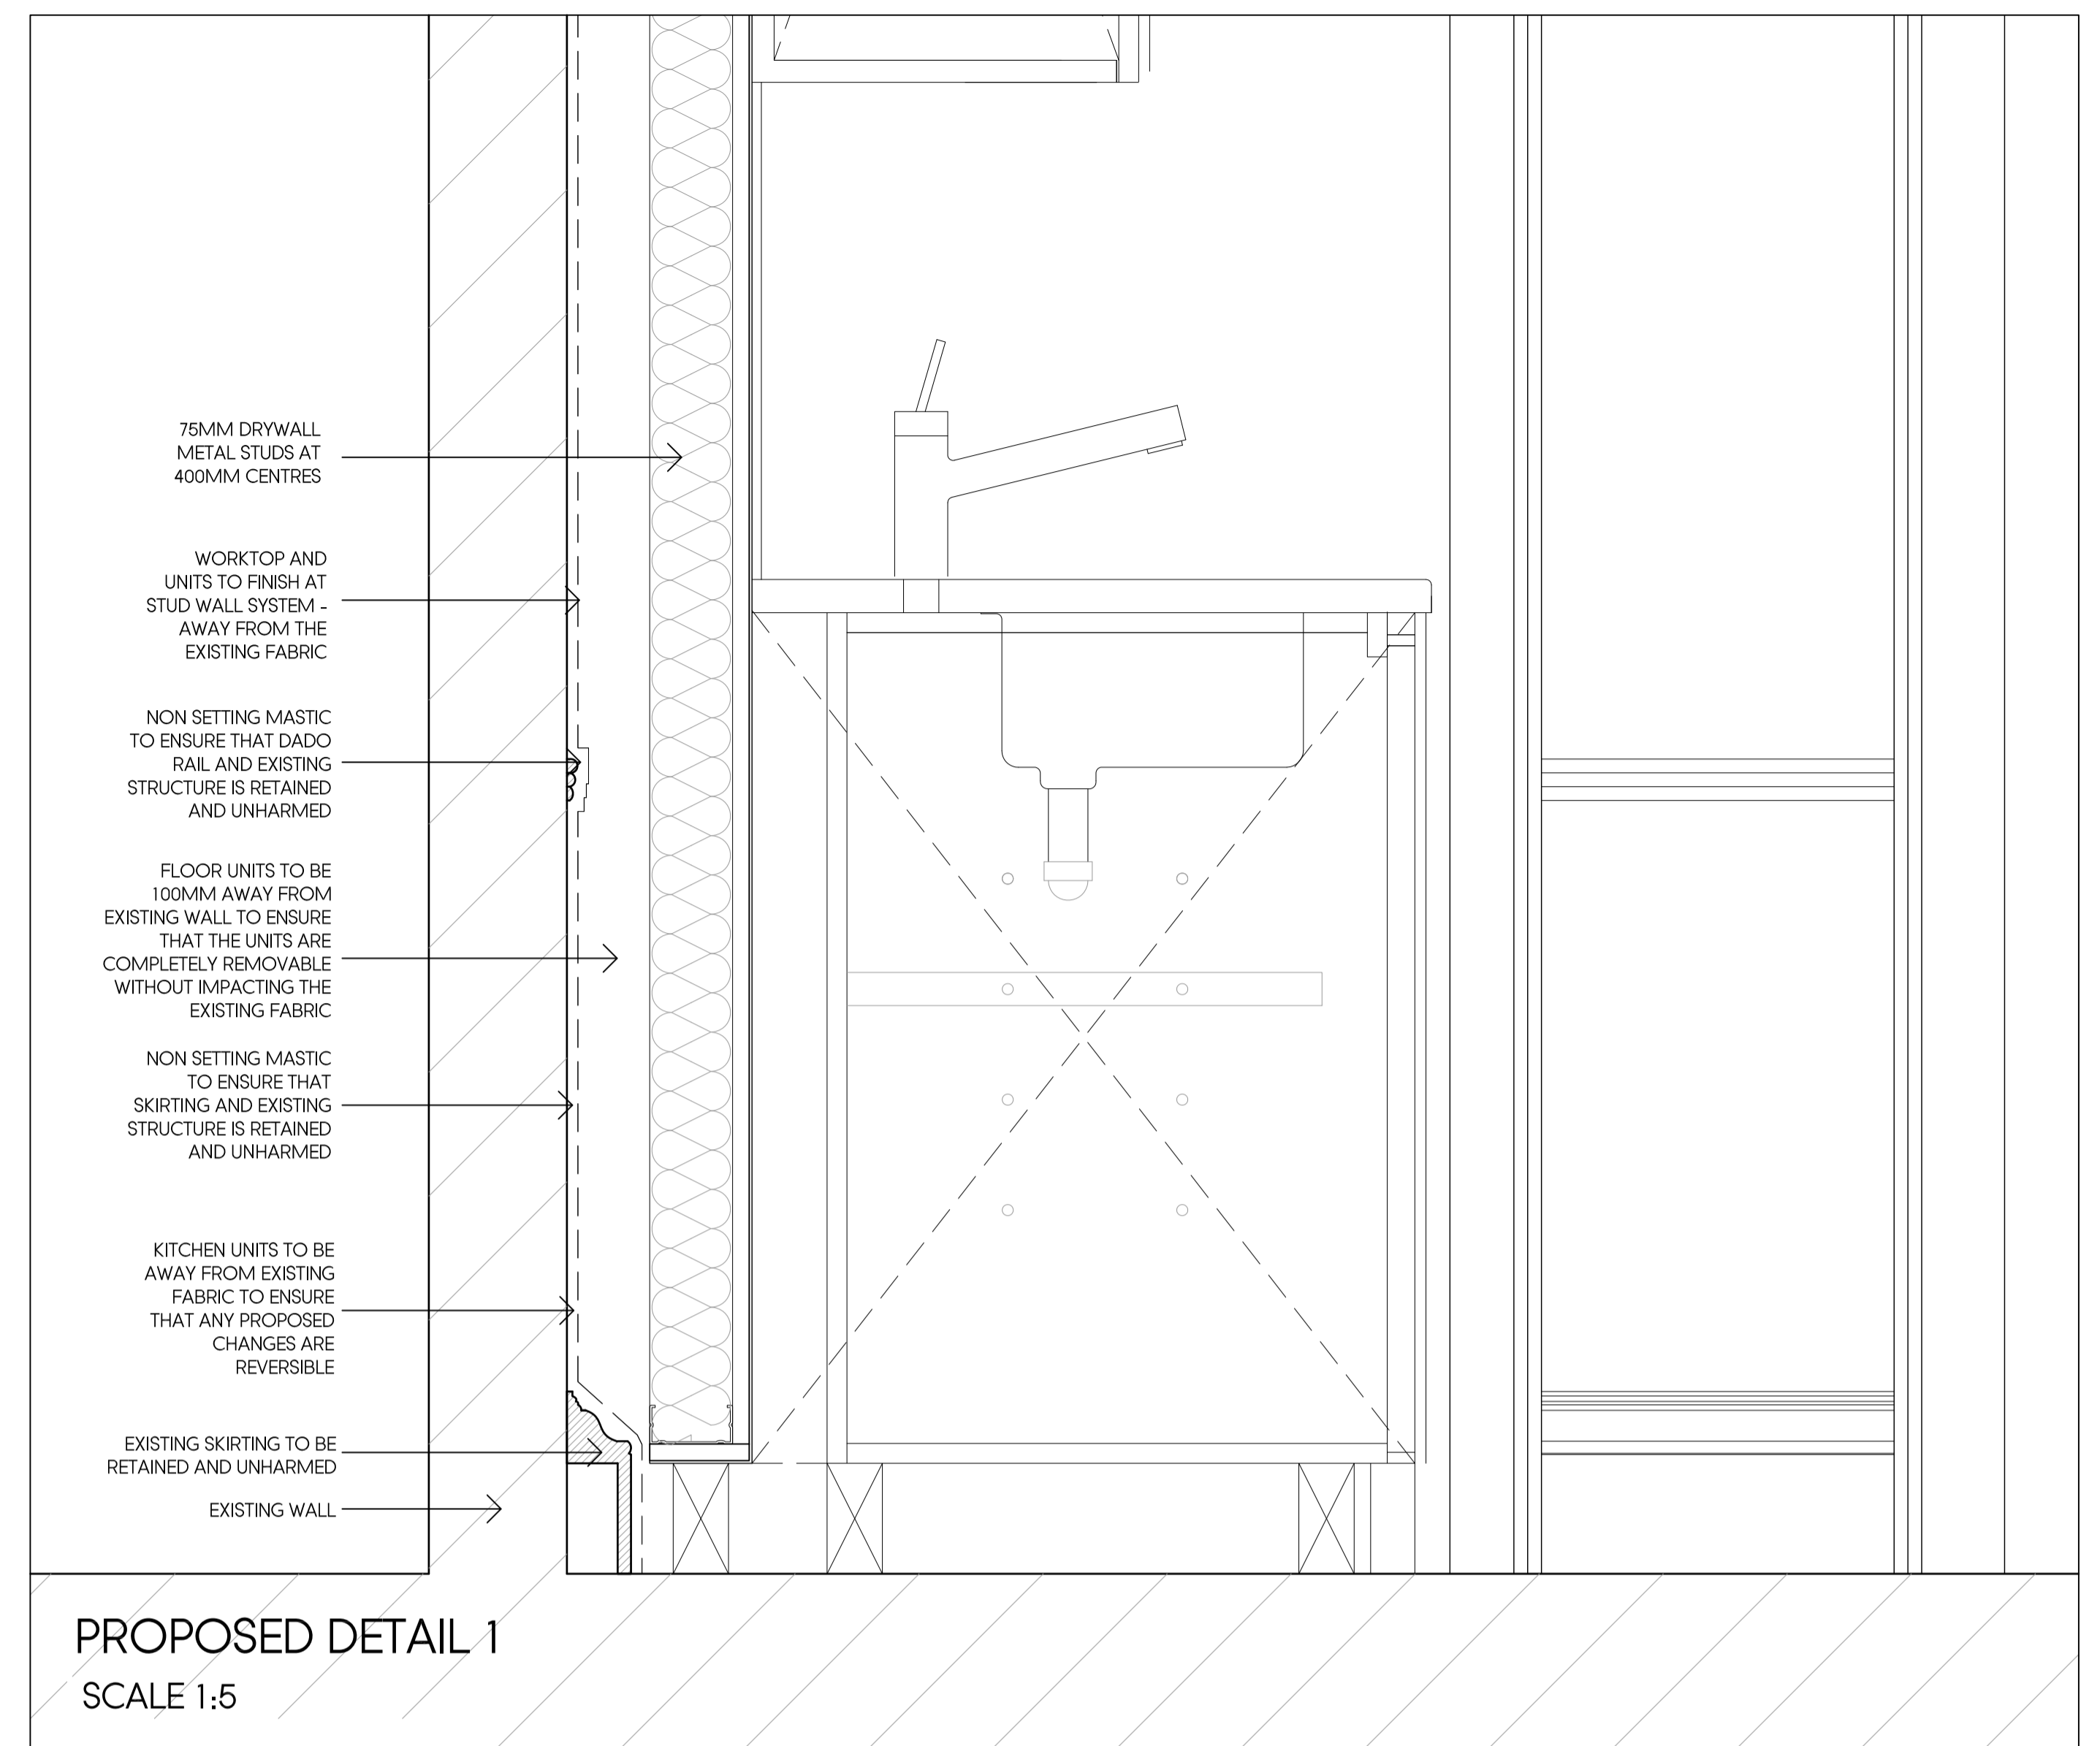 75MM DRYWALL
METAL STUDS AT
400MM CENTRES
WORKTOP AND
UNITS TO FINISH AT
STUD WALL SYSTEM -
AWAY FROM THE
EXISTING FABRIC
NON SETTING MASTIC
TO ENSURE THAT DADO
RAIL AND EXISTING
STRUCTURE IS RETAINED
AND UNHARMED
FLOOR UNITS TO BE
100MM AWAY FROM
EXISTING WALL TO ENSURE
THAT THE UNITS ARE
COMPLETELY REMOVABLE
WITHOUT IMPACTING THE
EXISTING FABRIC
NON SETTING MASTIC
TO ENSURE THAT
SKIRTING AND EXISTING
STRUCTURE IS RETAINED
AND UNHARMED
KITCHEN UNITS TO BE
AWAY FROM EXISTING
FABRIC TO ENSURE
THAT ANY PROPOSED
CHANGES ARE
REVERSIBLE
EXISTING SKIRTING TO BE
RETAINED AND UNHARMED
EXISTING WALL
PROPOSED DETAIL 1
SCALE 1:5